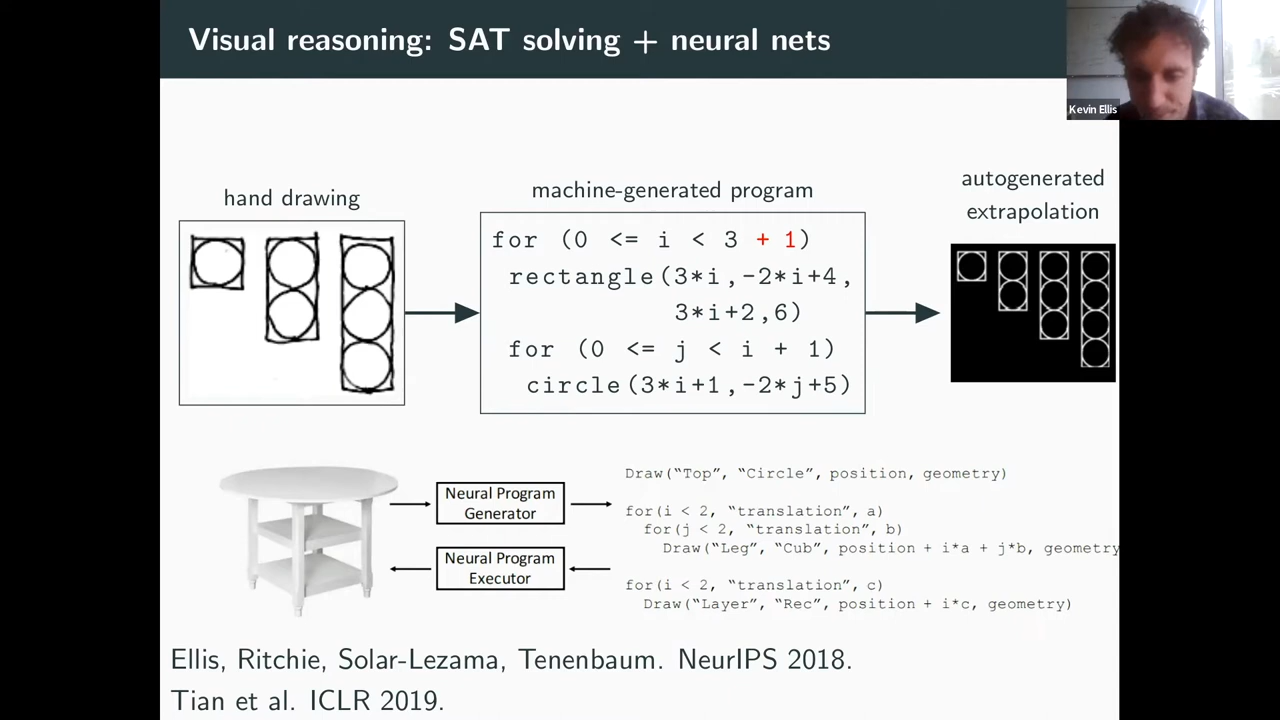 Visual reasoning: SAT solving + neural nets
Kevin Ellis
hand drawing
machine-generated program
autogenerated
extrapolation
for (0 <= i < 3 + 1)
rectangle(3*i,-2*i+4,
3*i+2,6)
for (0 <= j < i + 1)
circle(3*i+1,-2*j+5)
Neural Program
Generator
Neural Program
Executor
Draw("Top", "Circle", position, geometry)
for(i < 2, "translation", a)
for(j < 2, "translation", b)
Draw("Leg", "Cub", position + i*a + j*b, geometry
for(i < 2, "translation", c)
Draw("Layer", "Rec", position + i*c, geometry)
Ellis, Ritchie, Solar-Lezama, Tenenbaum. NeurIPS 2018.
Tian et al. ICLR 2019.